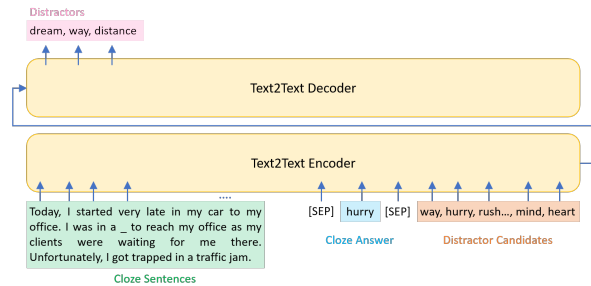 Distractors
dream, way, distance
Text2Text Decoder
Text2Text Encoder
....
Today, I started very late in my car to my
office. I was in a _ to reach my office as my
clients were waiting for me there.
Unfortunately, I got trapped in a traffic jam.
[SEP] hurry [SEP] way, hurry, rush..., mind, heart
Cloze Answer
Distractor Candidates
Cloze Sentences